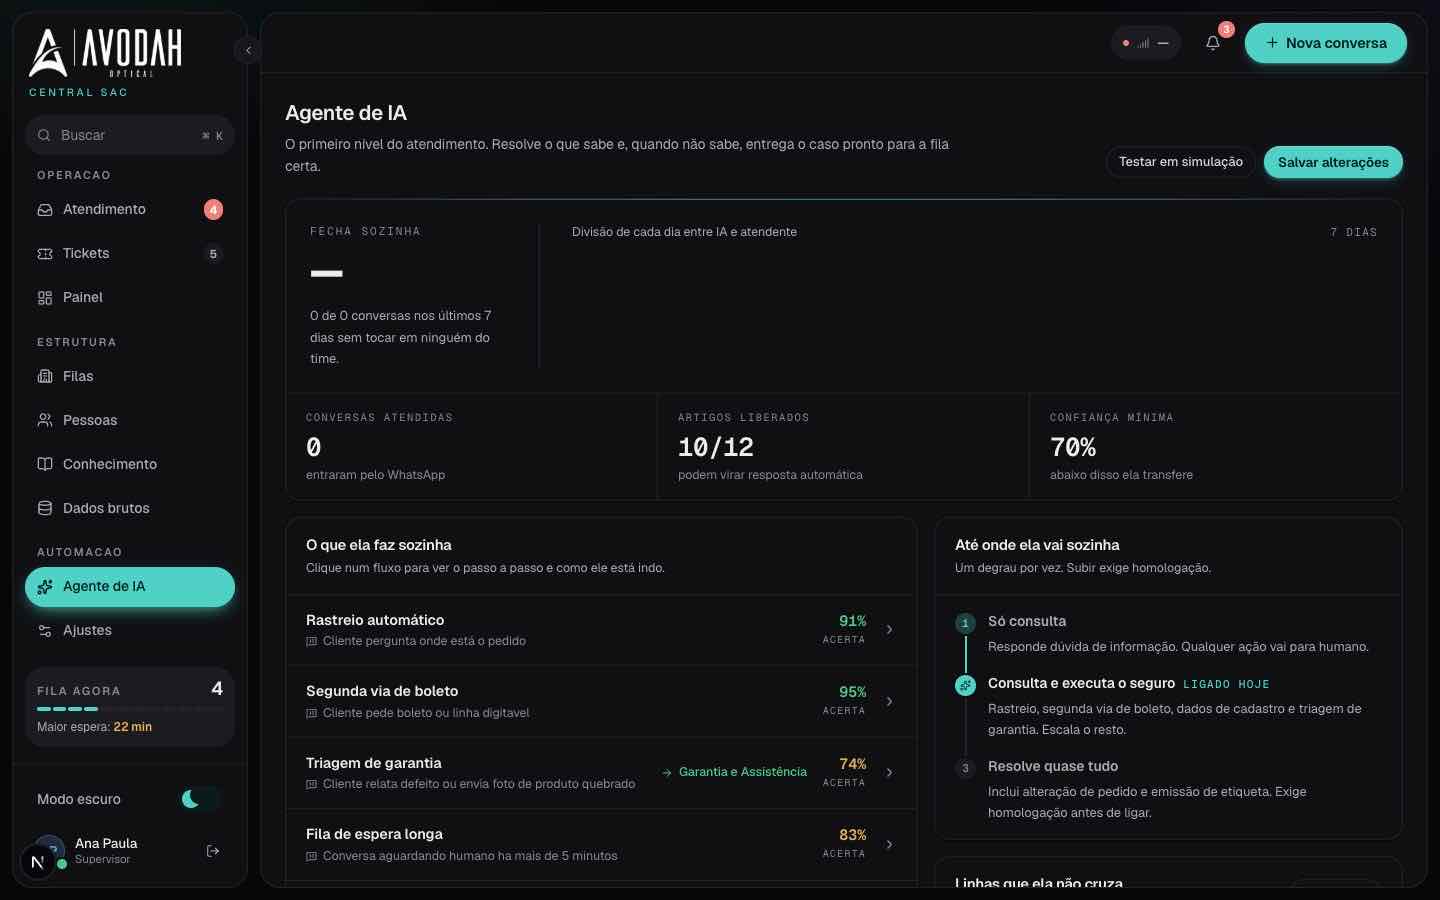 AVODAH
OPTICAL
CENTRAL SAC
Buscar ⌘ K
OPERACAO
Atendimento 4
Tickets 5
Painel
ESTRUTURA
Filas
Pessoas
Conhecimento
Dados brutos
AUTOMACAO
Agente de IA
Ajustes
FILA AGORA 4
Maior espera: 22 min
Modo escuro
Ana Paula
Supervisor
N
—
3
+ Nova conversa
Agente de IA
O primeiro nível do atendimento. Resolve o que sabe e, quando não sabe, entrega o caso pronto para a fila
certa.
Testar em simulação
Salvar alterações
FECHA SOZINHA
—
0 de 0 conversas nos últimos 7
dias sem tocar em ninguém do
time.
Divisão de cada dia entre IA e atendente
7 DIAS
CONVERSAS ATENDIDAS
0
entraram pelo WhatsApp
ARTIGOS LIBERADOS
10/12
podem virar resposta automática
CONFIANÇA MÍNIMA
70%
abaixo disso ela transfere
O que ela faz sozinha
Clique num fluxo para ver o passo a passo e como ele está indo.
Rastreio automático
Cliente pergunta onde está o pedido
91%
ACERTA
Segunda via de boleto
Cliente pede boleto ou linha digitavel
95%
ACERTA
Triagem de garantia
Cliente relata defeito ou envia foto de produto quebrado
→ Garantia e Assistência
74%
ACERTA
Fila de espera longa
Conversa aguardando humano ha mais de 5 minutos
83%
ACERTA
Até onde ela vai sozinha
Um degrau por vez. Subir exige homologação.
1
Só consulta
Responde dúvida de informação. Qualquer ação vai para humano.
Consulta e executa o seguro LIGADO HOJE
Rastreio, segunda via de boleto, dados de cadastro e triagem de
garantia. Escala o resto.
3
Resolve quase tudo
Inclui alteração de pedido e emissão de etiqueta. Exige
homologação antes de ligar.
Linhas que ela não cruza